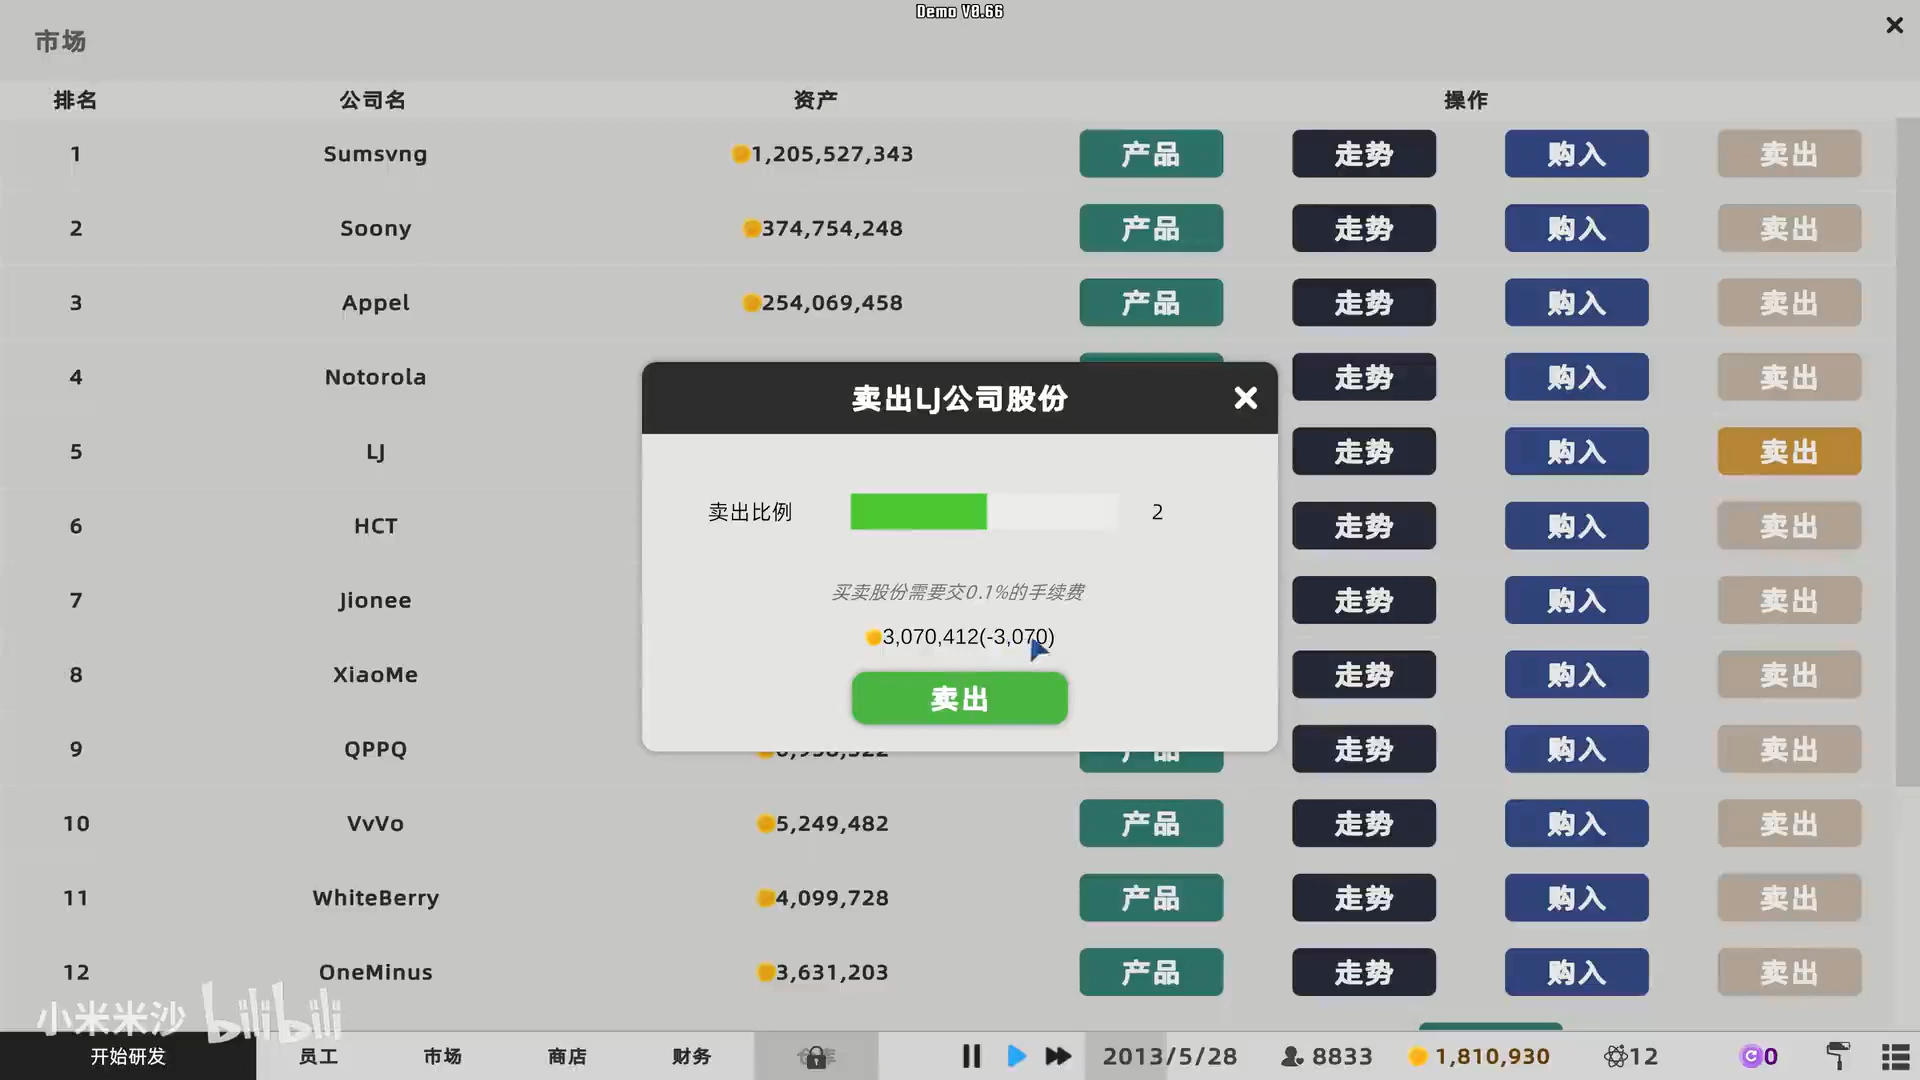 Demo V0.66
市场
排名 公司名 资产 操作
1 Sumsvng 1,205,527,343 产品 走势 购入 卖出
2 Soony 374,754,248 产品 走势 购入 卖出
3 Appel 254,069,458 产品 走势 购入 卖出
4 Notorola 走势 购入 卖出
5 LJ 走势 购入 卖出
6 HCT 走势 购入 卖出
7 Jionee 走势 购入 卖出
8 XiaoMe 走势 购入 卖出
9 QPPQ 产品 走势 购入 卖出
10 VvVo 5,249,482 产品 走势 购入 卖出
11 WhiteBerry 4,099,728 产品 走势 购入 卖出
12 OneMinus 3,631,203 产品 走势 购入 卖出
卖出LJ公司股份
卖出比例 2
买卖股份需要交0.1%的手续费
3,070,412(-3,070)
卖出
小米米沙 bilibili
开始研发 员工 市场 商店 财务 2013/5/28 8833 1,810,930 12 0